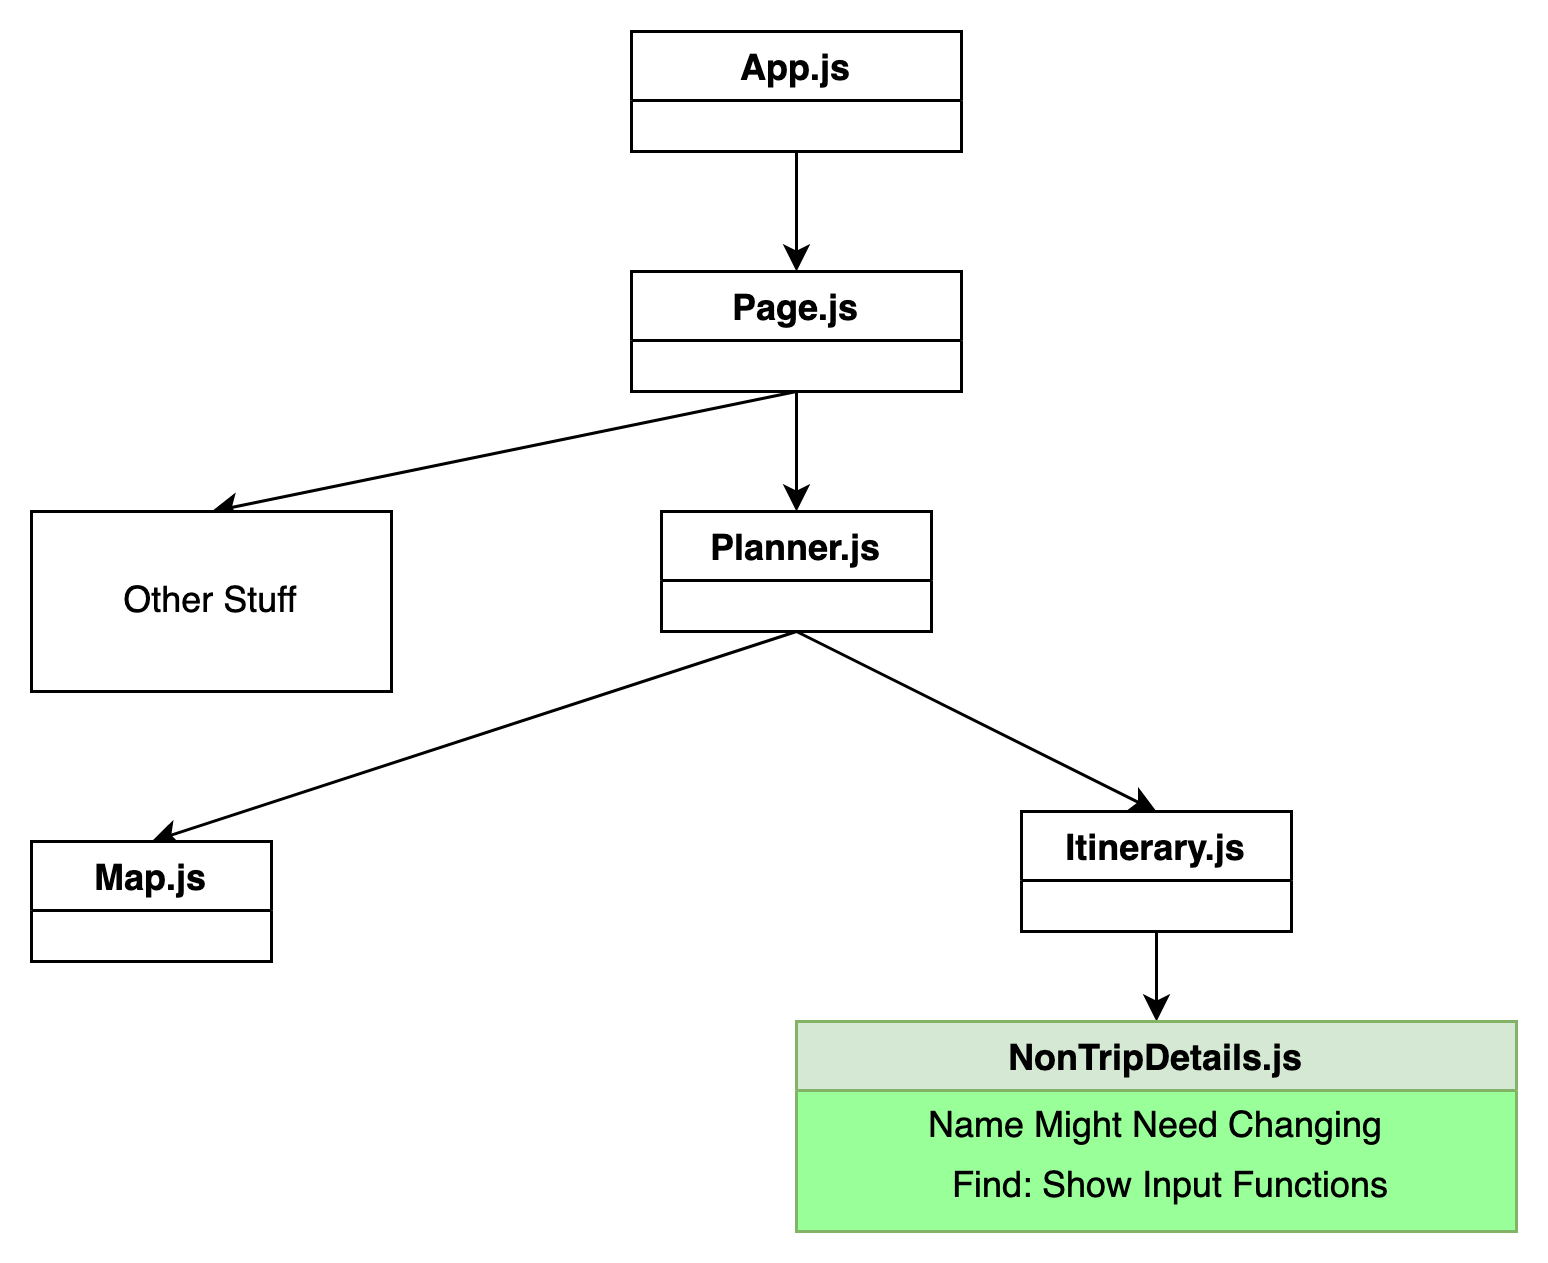 App.js
Page.js
Other Stuff
Planner.js
Map.js
Itinerary.js
NonTripDetails.js
Name Might Need Changing
Find: Show Input Functions